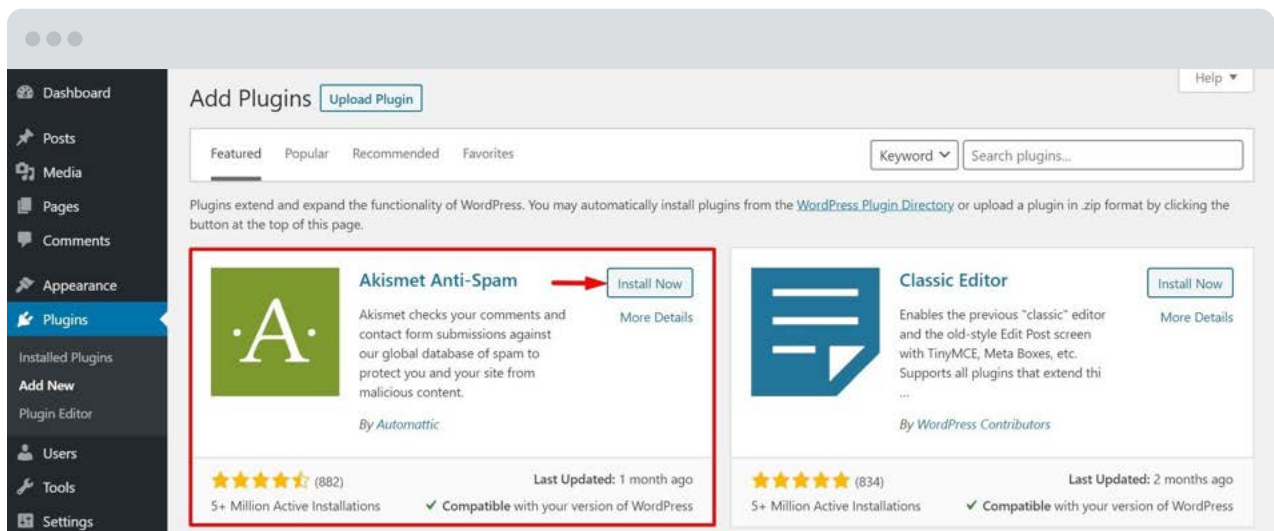 Help
Dashboard
Add Plugins
Upload Plugin
Posts
Featured
Popular
Recommended
Favorites
Keyword
Search plugins...
Media
Pages
Plugins extend and expand the functionality of WordPress. You may automatically install plugins from the WordPress Plugin Directory or upload a plugin in .zip format by clicking the
button at the top of this page.
Comments
Appearance
Plugins
Installed Plugins
Add New
Plugin Editor
Users
Tools
Settings
·A·
Akismet Anti-Spam
Install Now
More Details
Akismet checks your comments and
contact form submissions against
our global database of spam to
protect you and your site from
malicious content.
By Automattic
(882)
Last Updated: 1 month ago
5+ Million Active Installations
Compatible with your version of WordPress
Classic Editor
Install Now
More Details
Enables the previous "classic" editor
and the old-style Edit Post screen
with TinyMCE, Meta Boxes, etc.
Supports all plugins that extend thi
...
By WordPress Contributors
(834)
Last Updated: 2 months ago
5+ Million Active Installations
Compatible with your version of WordPress